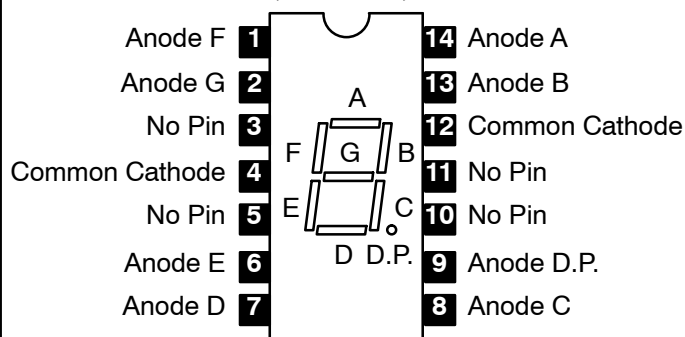 Anode F 1 14 Anode A
Anode G 2 13 Anode B
A
No Pin 3 12 Common Cathode
F G B
Common Cathode 4 11 No Pin
E C
No Pin 5 10 No Pin
D D.P.
Anode E 6 9 Anode D.P.
Anode D 7 8 Anode C